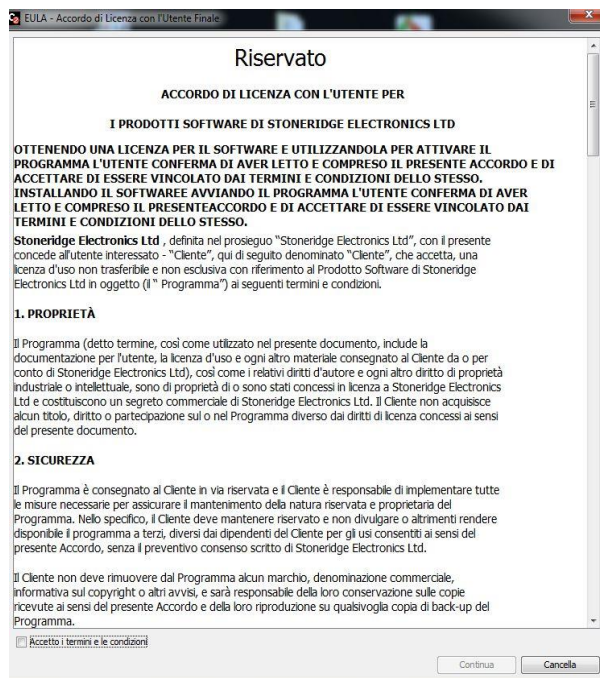 EULA - Accordo di Licenza con l'Utente Finale
Riservato
ACCORDO DI LICENZA CON L'UTENTE PER
I PRODOTTI SOFTWARE DI STONERIDGE ELECTRONICS LTD
OTTENENDO UNA LICENZA PER IL SOFTWARE E UTILIZZANDOLA PER ATTIVARE IL
PROGRAMMA L'UTENTE CONFERMA DI AVER LETTO E COMPRESO IL PRESENTE ACCORDO E DI
ACCETTARE DI ESSERE VINCOLATO DAI TERMINI E CONDIZIONI DELLO STESSO.
INSTALLANDO IL SOFTWAREE AVVIANDO IL PROGRAMMA L'UTENTE CONFERMA DI AVER
LETTO E COMPRESO IL PRESENTEACCORDO E DI ACCETTARE DI ESSERE VINCOLATO DAI
TERMINI E CONDIZIONI DELLO STESSO.
Stoneridge Electronics Ltd , definita nel prosieguo “Stoneridge Electronics Ltd”, con il presente
concede all'utente interessato - “Cliente”, qui di seguito denominato “Cliente”, che accetta, una
licenza d'uso non trasferibile e non esclusiva con riferimento al Prodotto Software di Stoneridge
Electronics Ltd in oggetto (il “ Programma”) ai seguenti termini e condizioni.
1. PROPRIETÀ
Il Programma (detto termine, così come utilizzato nel presente documento, include la
documentazione per l'utente, la licenza d'uso e ogni altro materiale consegnato al Cliente da o per
conto di Stoneridge Electronics Ltd), così come i relativi diritti d'autore e ogni altro diritto di proprietà
industriale o intellettuale, sono di proprietà di o sono stati concessi in licenza a Stoneridge Electronics
Ltd e costituiscono un segreto commerciale di Stoneridge Electronics Ltd. Il Cliente non acquisisce
alcun titolo, diritto o partecipazione sul o nel Programma diverso dai diritti di licenza concessi ai sensi
del presente documento.
2. SICUREZZA
Il Programma è consegnato al Cliente in via riservata e il Cliente è responsabile di implementare tutte
le misure necessarie per assicurare il mantenimento della natura riservata e proprietaria del
Programma. Nello specifico, il Cliente deve mantenere riservato e non divulgare o altrimenti rendere
disponibile il programma a terzi, diversi dai dipendenti del Cliente per gli usi consentiti ai sensi del
presente Accordo, senza il preventivo consenso scritto di Stoneridge Electronics Ltd.
Il Cliente non deve rimuovere dal Programma alcun marchio, denominazione commerciale,
informativa sul copyright o altri avvisi, e sarà responsabile della loro conservazione sulle copie
ricevute ai sensi del presente Accordo e della loro riproduzione su qualsivoglia copia di back-up del
Programma.
Accetto i termini e le condizioni
Continua
Cancella